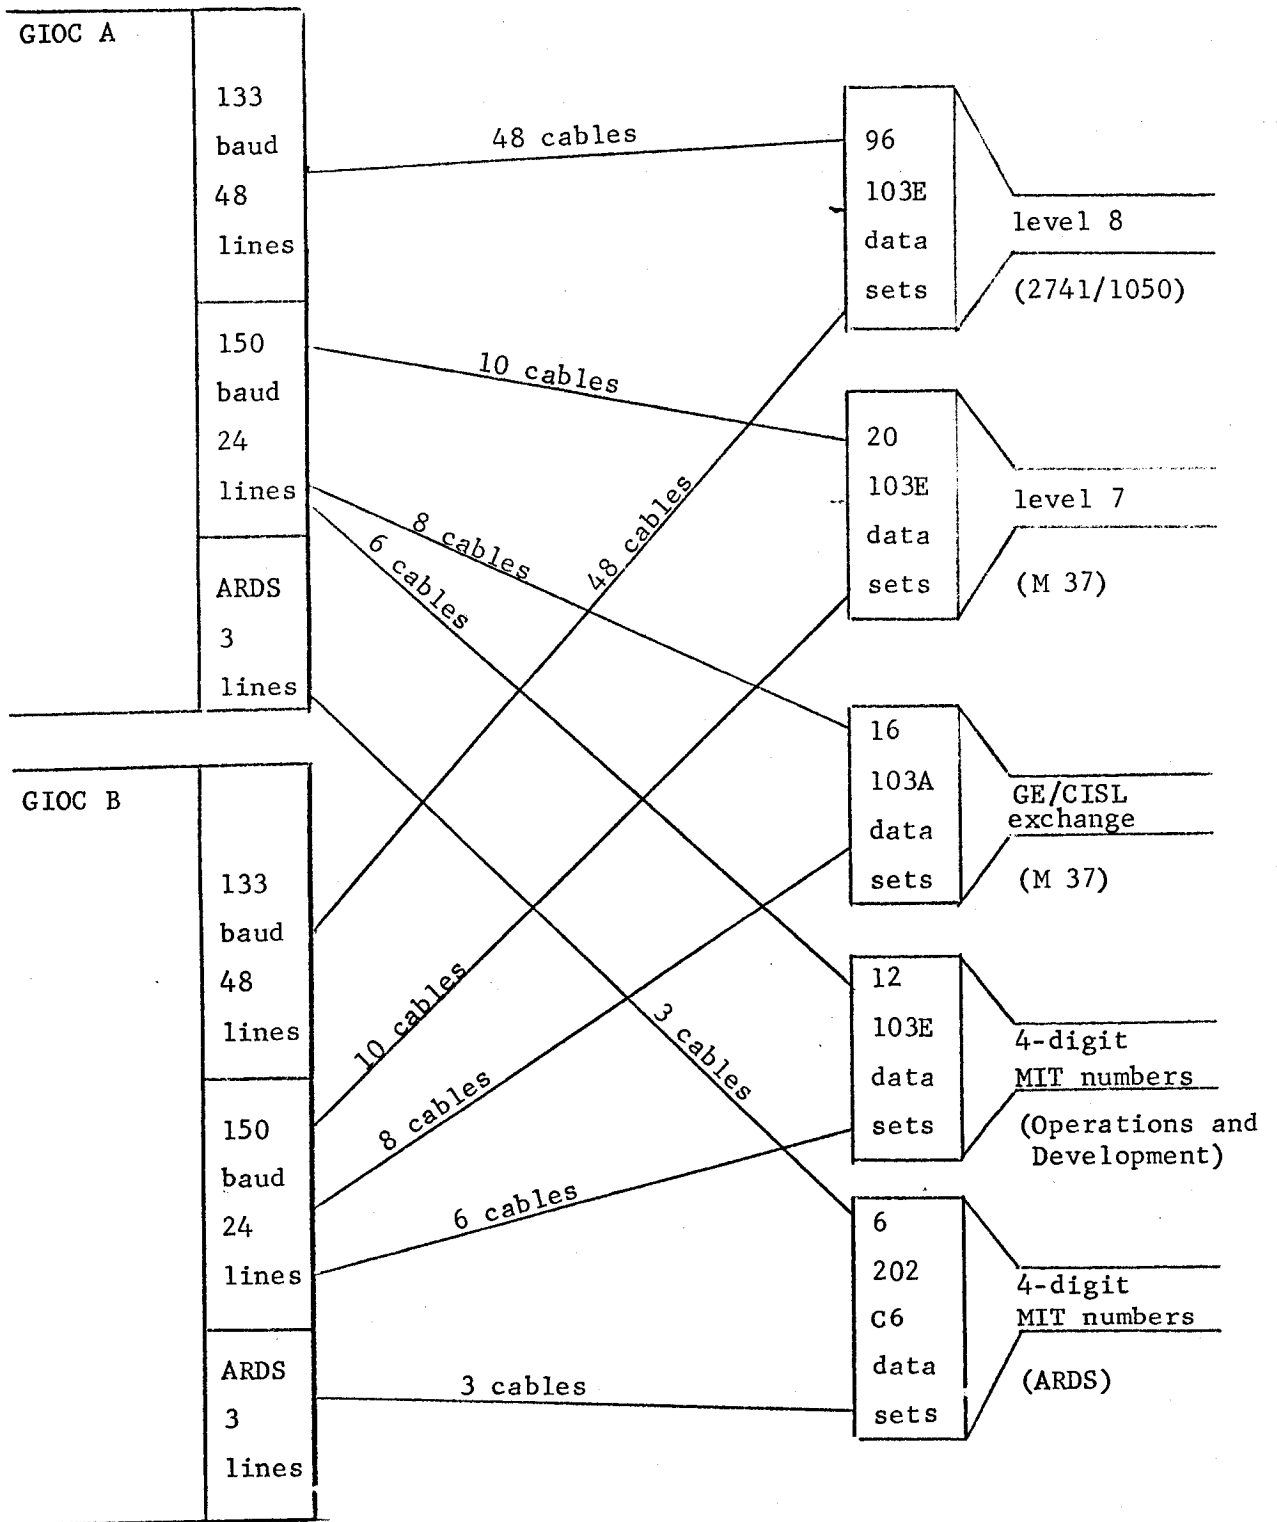 GIOC A
133
baud
48
lines
150
baud
24
lines
ARDS
3
lines
GIOC B
133
baud
48
lines
150
baud
24
lines
ARDS
3
lines
48 cables
10 cables
8 cables
6 cables
48 cables
3 cables
10 cables
8 cables
6 cables
3 cables
96
103E
data
sets
level 8
(2741/1050)
20
103E
data
sets
level 7
(M 37)
16
103A
data
sets
GE/CISL
exchange
(M 37)
12
103E
data
sets
4-digit
MIT numbers
(Operations and
Development)
6
202
C6
data
sets
4-digit
MIT numbers
(ARDS)